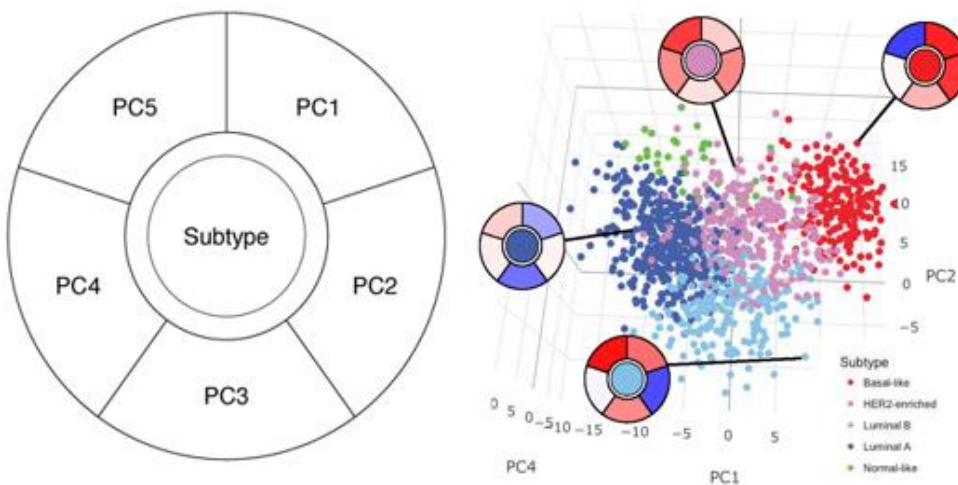 PC5
PC1
Subtype
PC4
PC2
PC3
15
10
5
0
-5
PC2
0 5 0 -5 -10 -15 -10 -5 0 5
PC4
PC1
Subtype
Basal-like
HER2-enriched
Luminal B
Luminal A
Normal-like